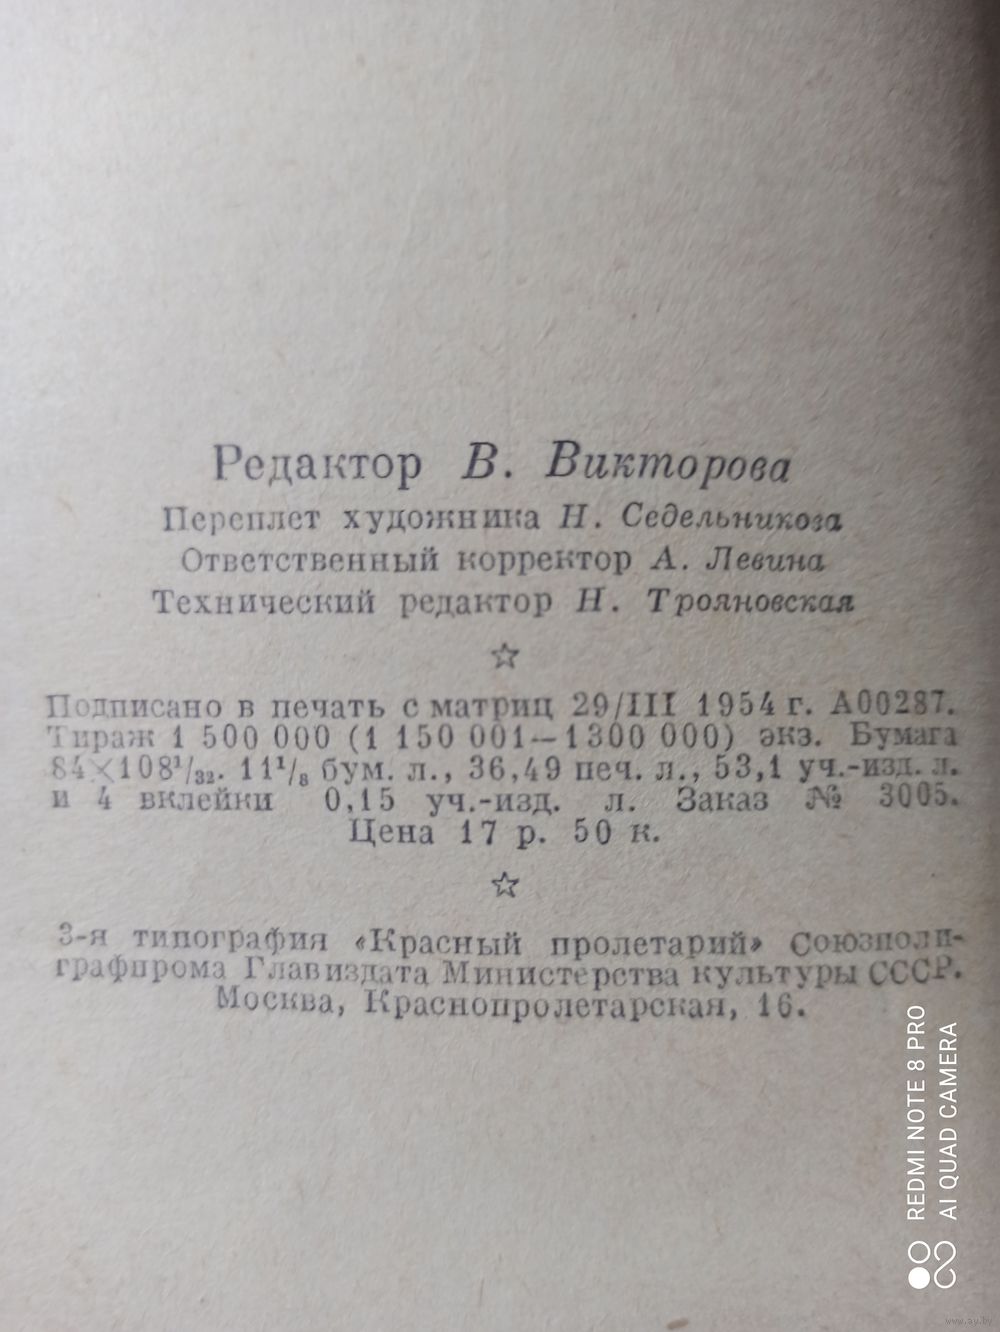 Редактор В. Викторова
Переплет художника Н. Седельникова
Ответственный корректор А. Левина
Технический редактор Н. Трояновская
☆
Подписано в печать с матриц 29/III 1954 г. А00287.
Тираж 1 500 000 (1 150 001—1300 000) экз. Бумага
84×108¹/₃₂. 11¹/₈ бум. л., 36,49 печ. л., 53,1 уч.-изд. л.
и 4 вклейки 0,15 уч.-изд. л. Заказ № 3005.
Цена 17 р. 50 к.
☆
3-я типография «Красный пролетарий» Союзполи-
графпрома Главиздата Министерства культуры СССР.
Москва, Краснопролетарская, 16.
REDMI NOTE 8 PRO
AI QUAD CAMERA
www.ay.by